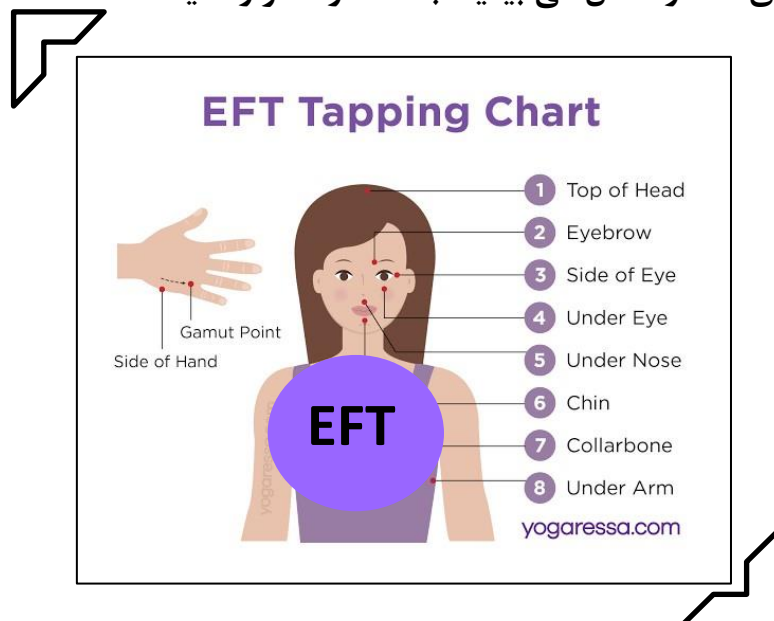 EFT Tapping Chart
1 Top of Head
2 Eyebrow
3 Side of Eye
4 Under Eye
5 Under Nose
6 Chin
7 Collarbone
8 Under Arm
Gamut Point
Side of Hand
EFT
yogaressa.com